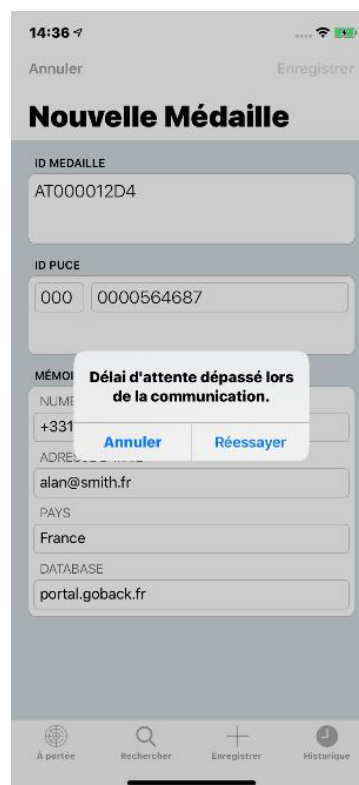 14:36
Annuler Enregistrer
Nouvelle Médaille
ID MEDAILLE
AT000012D4
ID PUCE
000 0000564687
Délai d'attente dépassé lors
de la communication.
+331
Annuler Réessayer
alan@smith.fr
PAYS
France
DATABASE
portal.goback.fr
À portée Rechercher Enregistrer Historique